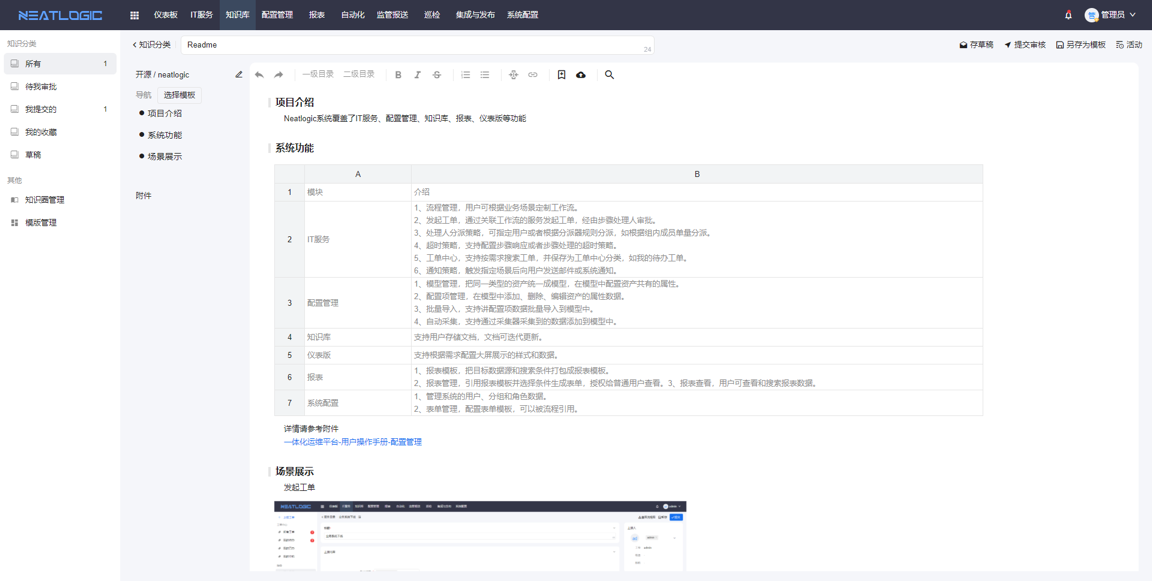 NEATLOGIC
仪表板 IT服务 知识库 配置管理 报表 自动化 监管报送 巡检 集成与发布 系统配置
管理员
知识分类
所有 1
待我审批
我提交的 1
我的收藏
草稿
其他
知识圈管理
模版管理
知识分类
Readme
24
存草稿 提交审核 另存为模板 活动
开源 / neatlogic
导航 选择模板
项目介绍
系统功能
场景展示
附件
一级目录 二级目录 B I S
项目介绍
Neatlogic系统覆盖了IT服务、配置管理、知识库、报表、仪表版等功能
系统功能
A B
1 模块 介绍
2 IT服务
1、流程管理，用户可根据业务场景定制工作流。
2、发起工单，通过关联工作流的服务发起工单，经由步骤处理人审批。
3、处理人分派策略，可指定用户或者根据分派器规则分派，如根据组内成员单量分派。
4、超时策略，支持配置步骤响应或者步骤处理的超时策略。
5、工单中心，支持按需求搜索工单，并保存为工单中心分类，如我的待办工单。
6、通知策略，触发指定场景后向用户发送邮件或系统通知。
3 配置管理
1、模型管理，把同一类型的资产统一成模型，在模型中配置资产共有的属性。
2、配置项管理，在模型中添加、删除、编辑资产的属性数据。
3、批量导入，支持讲配置项数据批量导入到模型中。
4、自动采集，支持通过采集器采集到的数据添加到模型中。
4 知识库 支持用户存储文档，文档可迭代更新。
5 仪表版 支持根据需求配置大屏展示的样式和数据。
6 报表
1、报表模板，把目标数据源和搜索条件打包成报表模板。
2、报表管理，引用报表模板并选择条件生成表单，授权给普通用户查看。3、报表查看，用户可查看和搜索报表数据。
7 系统配置
1、管理系统的用户、分组和角色数据。
2、表单管理，配置表单模板，可以被流程引用。
详情请参考附件
一体化运维平台-用户操作手册-配置管理
场景展示
发起工单
NEATLOGIC